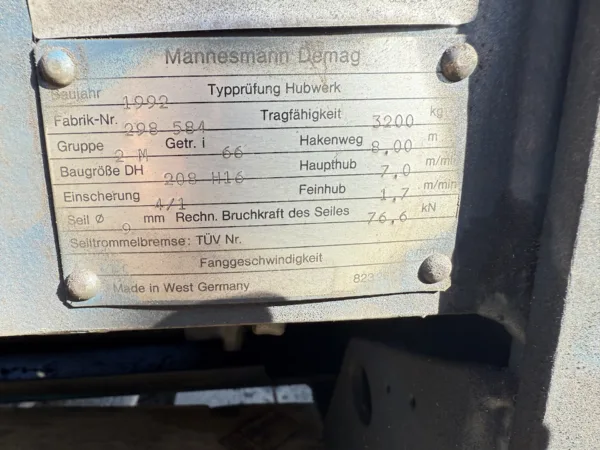 Mannesmann Demag
Baujahr 1992 Typprüfung Hubwerk
Fabrik-Nr. 298 584 Tragfähigkeit 3200 kg
Gruppe 2 M Getr. i 66 Hakenweg 8,00 m
Baugröße DH 208 H16 Haupthub 7,0 m/min
Einscherung 4/1 Feinhub 1,7 m/min
Seil Ø 9 mm Rechn. Bruchkraft des Seiles 76,6 kN
Seiltrommelbremse: TÜV Nr.
Fanggeschwindigkeit
Made in West Germany 823